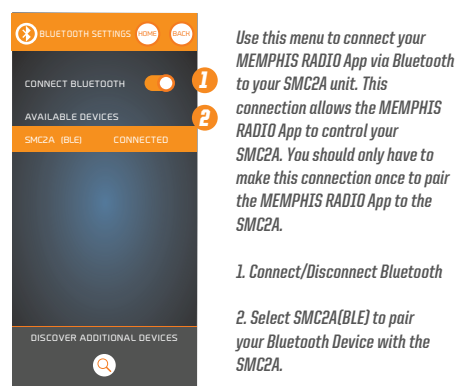 BLUETOOTH SETTINGS HOME BACK
CONNECT BLUETOOTH 1
AVAILABLE DEVICES 2
SMC2A (BLE) CONNECTED
DISCOVER ADDITIONAL DEVICES
Use this menu to connect your
MEMPHIS RADIO App via Bluetooth
to your SMC2A unit. This
connection allows the MEMPHIS
RADIO App to control your
SMC2A. You should only have to
make this connection once to pair
the MEMPHIS RADIO App to the
SMC2A.
1. Connect/Disconnect Bluetooth
2. Select SMC2A(BLE) to pair
your Bluetooth Device with the
SMC2A.